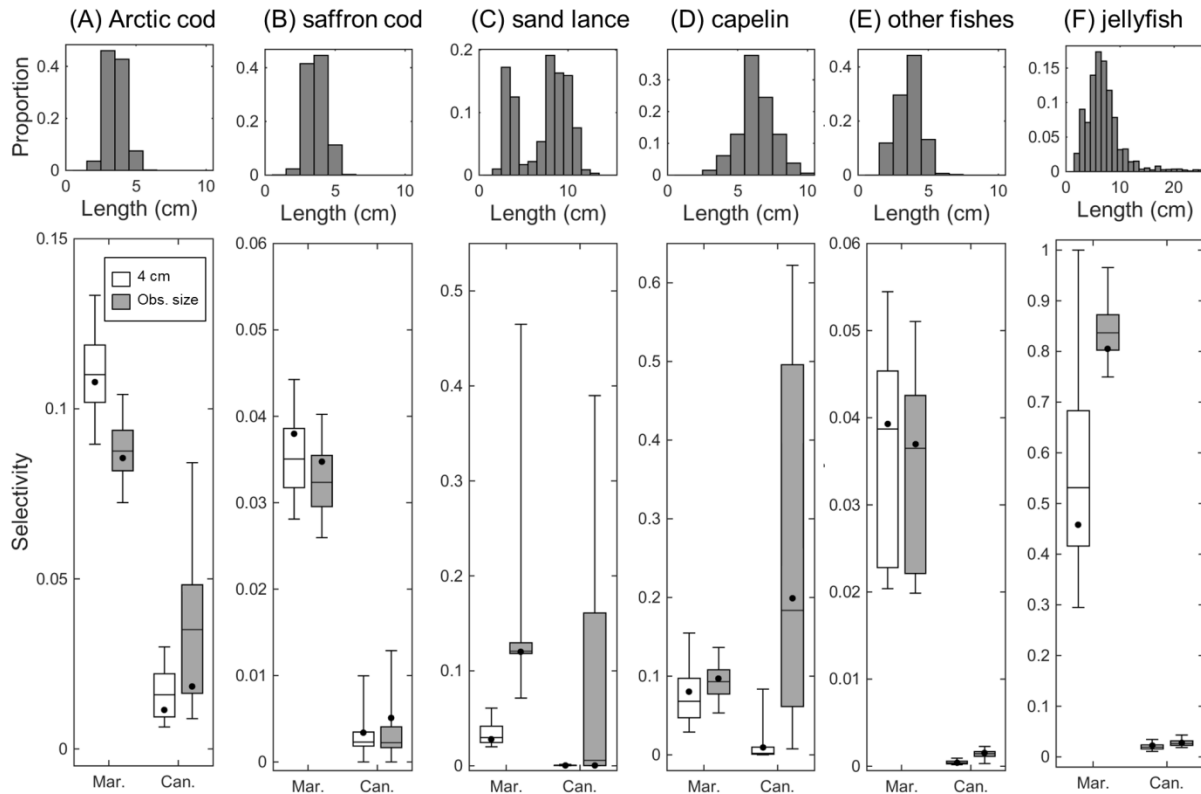 (A) Arctic cod (B) saffron cod (C) sand lance (D) capelin (E) other fishes (F) jellyfish
Proportion
0.4 0.2 0
0.4 0.2 0
0.2 0.1 0
0.3 0.2 0.1 0
0.4 0.2 0
0.15 0.10 0.05 0
0 5 10 0 5 10 0 10 0 5 10 0 5 10 0 10 20
Length (cm) Length (cm) Length (cm) Length (cm) Length (cm) Length (cm)
Selectivity
4 cm
Obs. size
0.15 0.1 0.05 0
0.06 0.05 0.04 0.03 0.02 0.01 0
0.5 0.4 0.3 0.2 0.1 0
0.6 0.5 0.4 0.3 0.2 0.1 0
0.06 0.05 0.04 0.03 0.02 0.01 0
1 0.9 0.8 0.7 0.6 0.5 0.4 0.3 0.2 0.1 0
Mar. Can. Mar. Can. Mar. Can. Mar. Can. Mar. Can. Mar. Can.